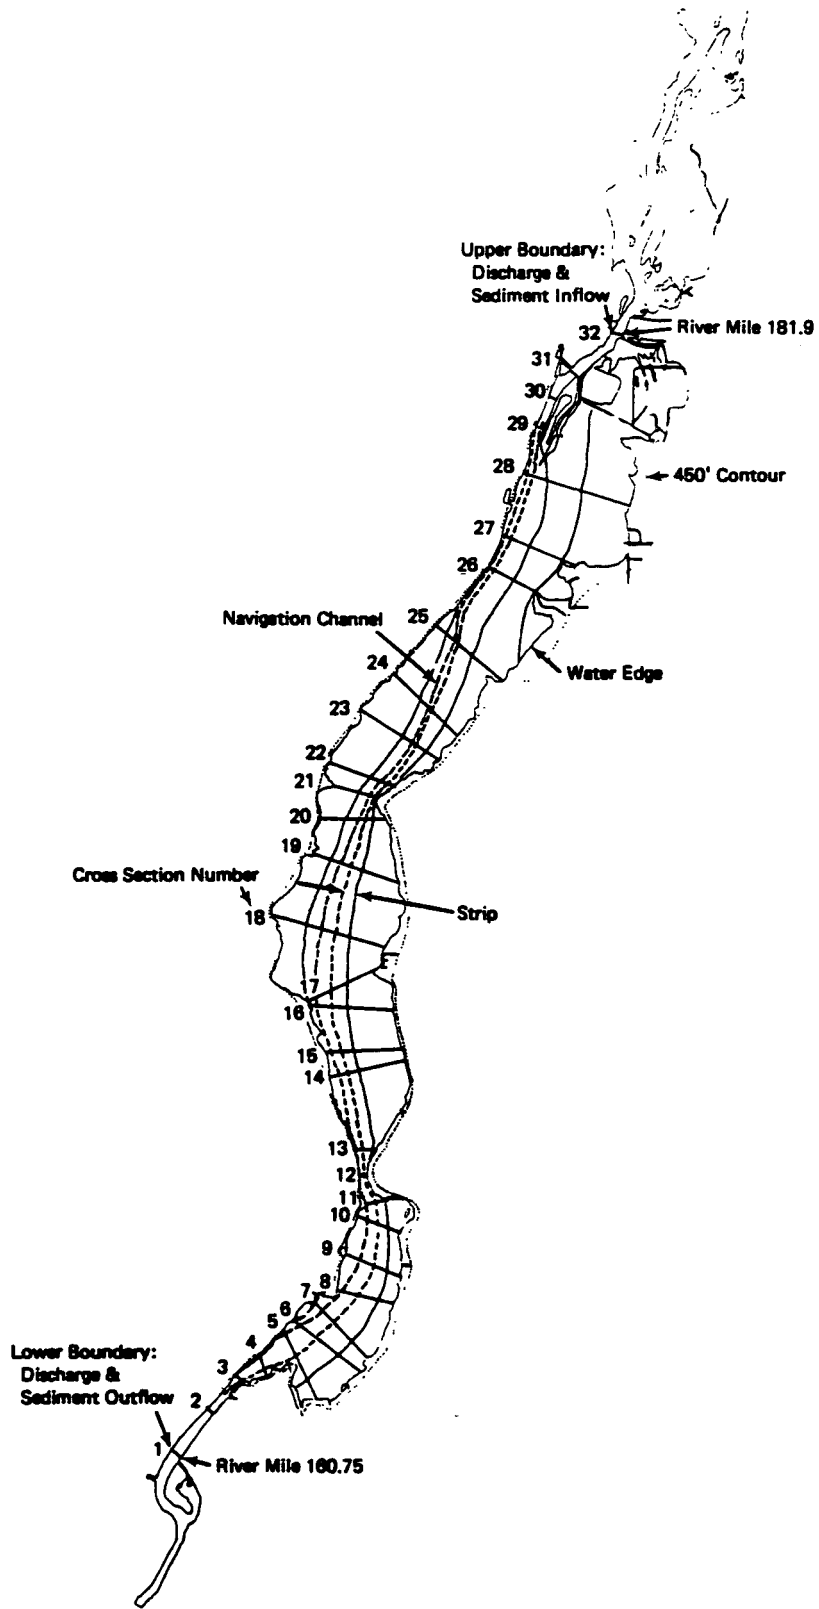 Upper Boundary:
Discharge &
Sediment Inflow
32
River Mile 181.9
31
30
29
28
450' Contour
27
26
Navigation Channel
25
24
Water Edge
23
22
21
20
19
Cross Section Number
18
Strip
17
16
15
14
13
12
11
10
9
8
7
6
5
4
Lower Boundary:
Discharge &
Sediment Outflow
3
2
1
River Mile 160.75